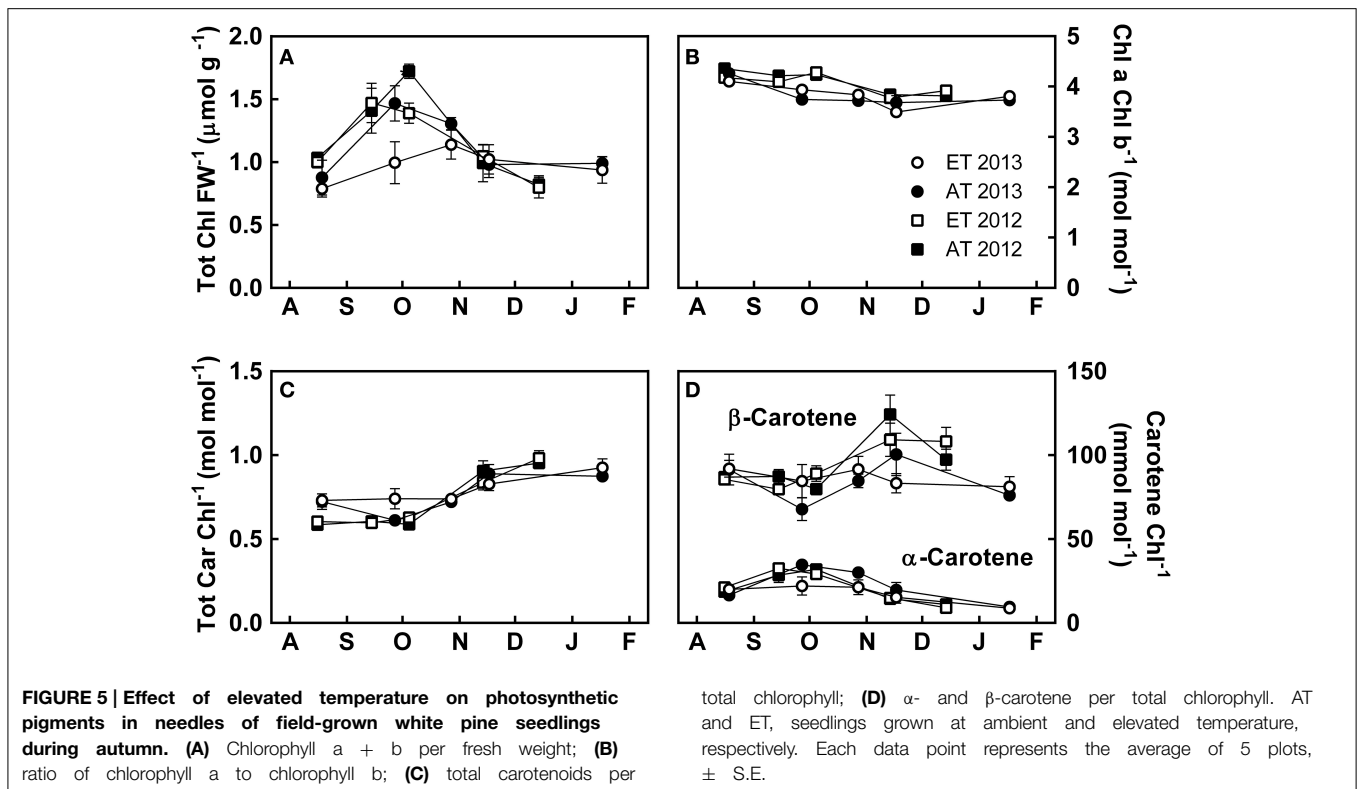 A
2.0
1.5
1.0
0.5
0.0
Tot Chl FW⁻¹ (μmol g ⁻¹)
A S O N D J F
B
5
4
3
2
1
0
Chl a Chl b⁻¹ (mol mol⁻¹)
ET 2013
AT 2013
ET 2012
AT 2012
A S O N D J F
C
1.5
1.0
0.5
0.0
Tot Car Chl⁻¹ (mol mol⁻¹)
A S O N D J F
D
β-Carotene
α-Carotene
150
100
50
0
Carotene Chl⁻¹
(mmol mol⁻¹)
A S O N D J F
FIGURE 5 | Effect of elevated temperature on photosynthetic
pigments in needles of field-grown white pine seedlings
during autumn. (A) Chlorophyll a + b per fresh weight; (B)
ratio of chlorophyll a to chlorophyll b; (C) total carotenoids per
total chlorophyll; (D) α- and β-carotene per total chlorophyll. AT
and ET, seedlings grown at ambient and elevated temperature,
respectively. Each data point represents the average of 5 plots,
± S.E.